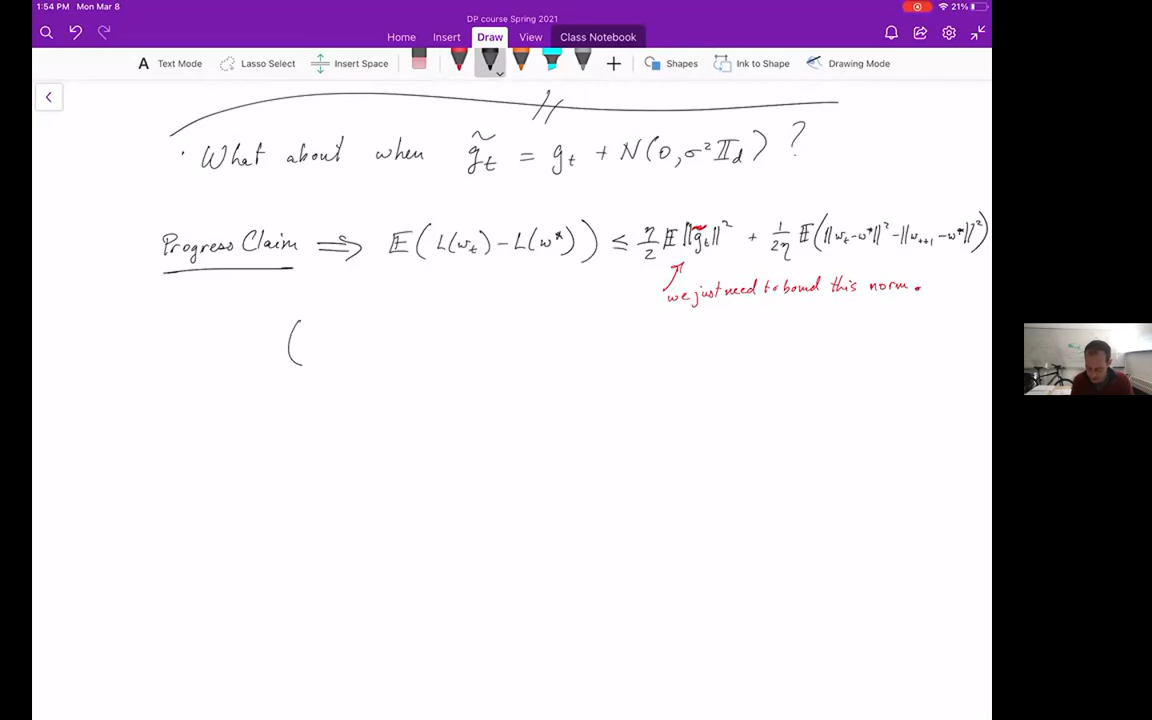 1:54 PM Mon Mar 8
21%
DP course Spring 2021
Home Insert Draw View Class Notebook
A Text Mode Lasso Select Insert Space Shapes Ink to Shape Drawing Mode
· What about when g̃_t = g_t + N(0, σ² 𝕀_d) ?
Progress Claim ⟹ 𝔼(L(w_t) − L(w*)) ≤ η/2 𝔼‖g̃_t‖² + 1/2η 𝔼(‖w_t − w*‖² − ‖w_{t+1} − w*‖²)
we just need to bound this norm.
(